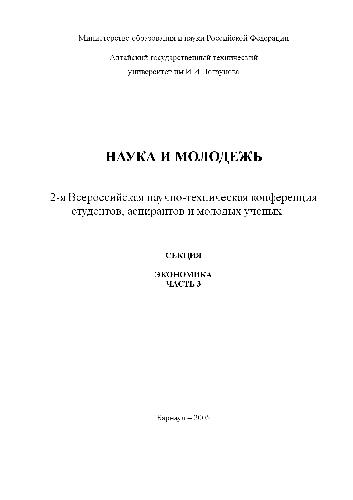 Министерство образования и науки Российской Федерации
Алтайский государственный технический
университет им И.И.Ползунова
НАУКА И МОЛОДЕЖЬ
2-я Всероссийская научно-техническая конференция
студентов, аспирантов и молодых ученых
СЕКЦИЯ
ЭКОНОМИКА
ЧАСТЬ 3
Барнаул – 2005